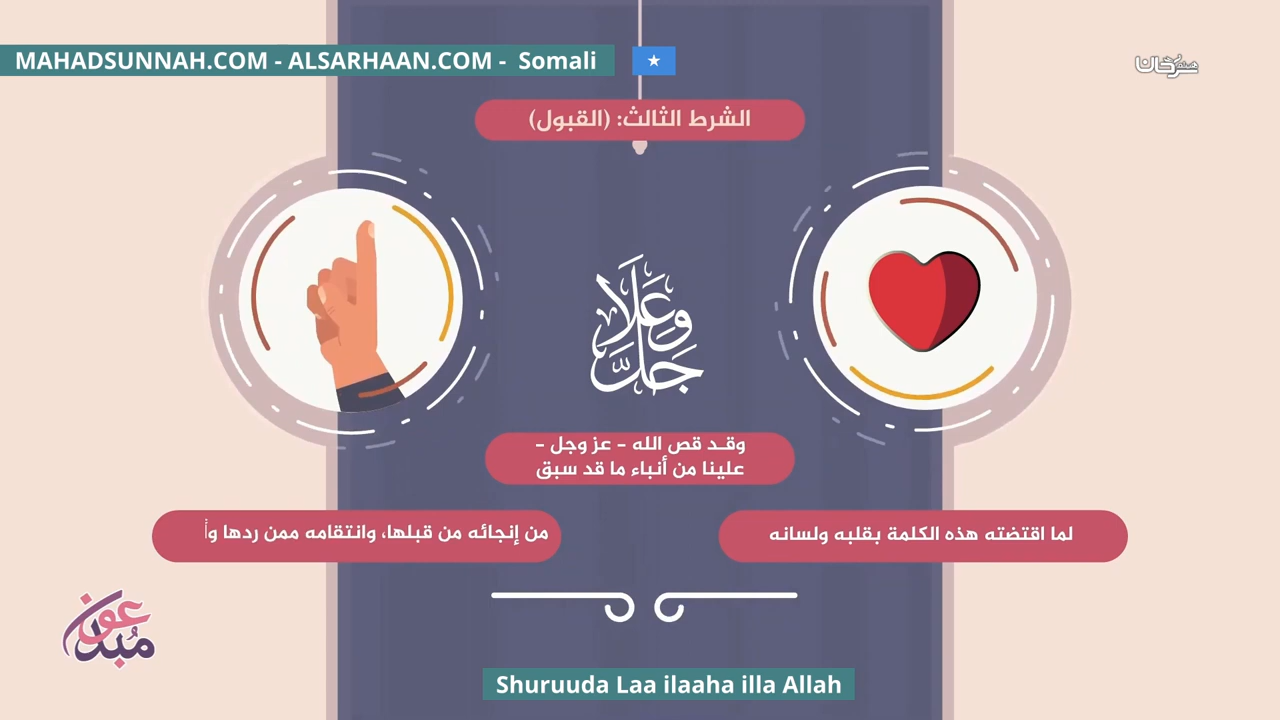 MAHADSUNNAH.COM - ALSARHAAN.COM - Somali
الشرط الثالث: (القبول)
جل وعلا
وقد قص الله - عز وجل -
علينا من أنباء ما قد سبق
لما اقتضته هذه الكلمة بقلبه ولسانه
من إنجائه من قبلها، وانتقامه ممن ردها وأ
مبدعون
Shuruuda Laa ilaaha illa Allah